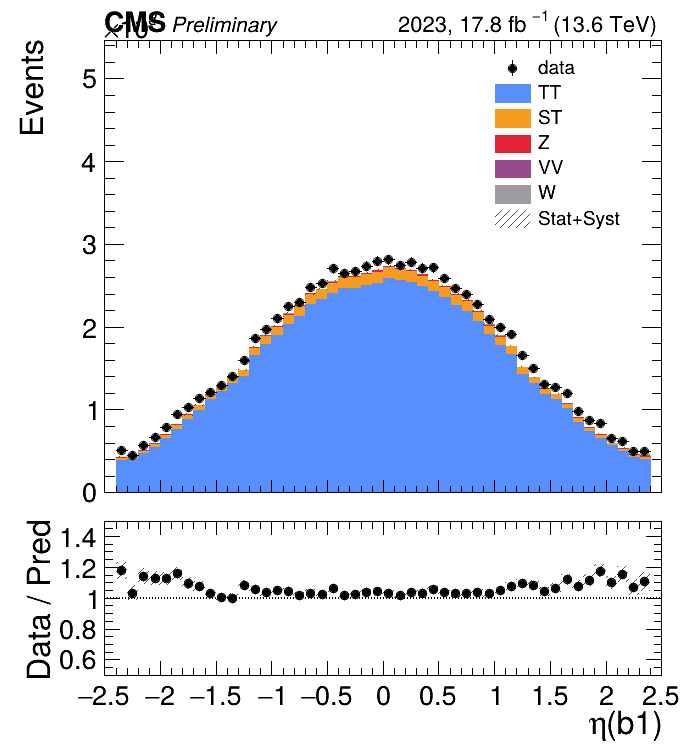 CMS Preliminary 2023, 17.8 fb⁻¹ (13.6 TeV)
Events
data
TT
ST
Z
VV
W
Stat+Syst
5
4
3
2
1
0
Data / Pred
1.4
1.2
1
0.8
0.6
−2.5 −2 −1.5 −1 −0.5 0 0.5 1 1.5 2 2.5
η(b1)